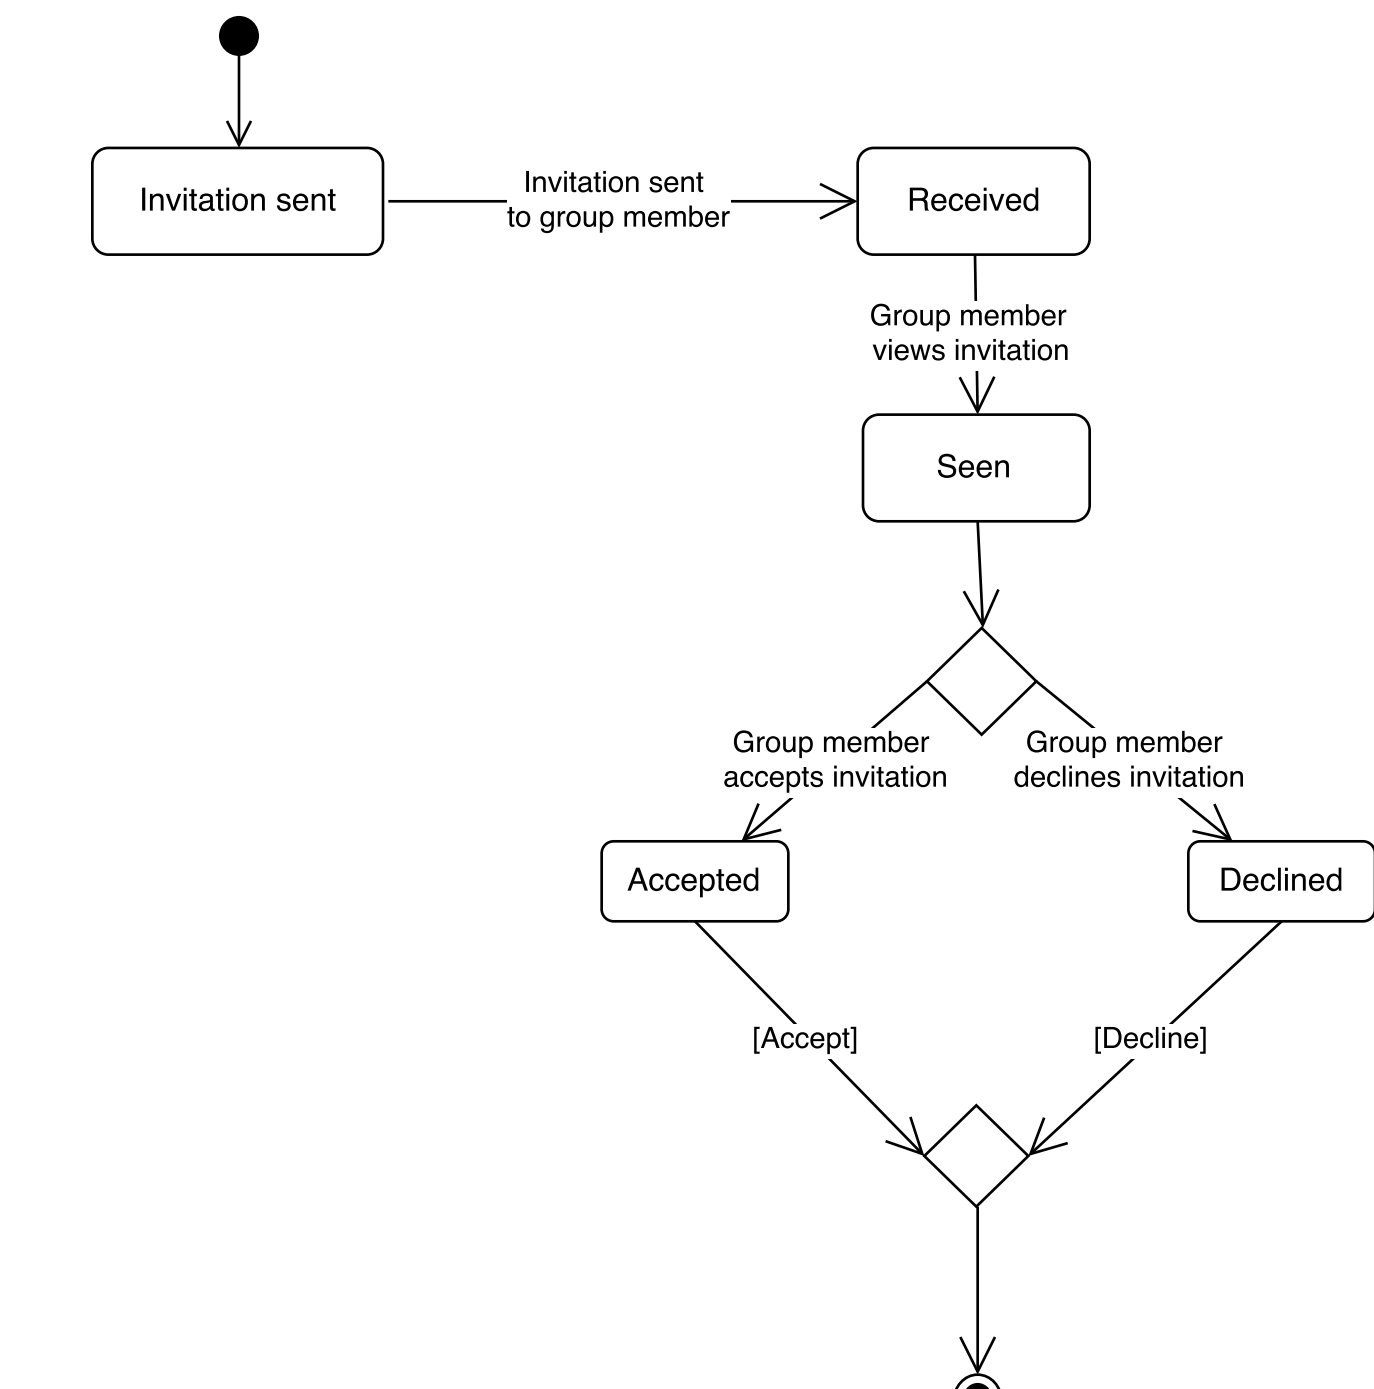 Invitation sent
Invitation sent
to group member
Received
Group member
views invitation
Seen
Group member
accepts invitation
Group member
declines invitation
Accepted
Declined
[Accept]
[Decline]